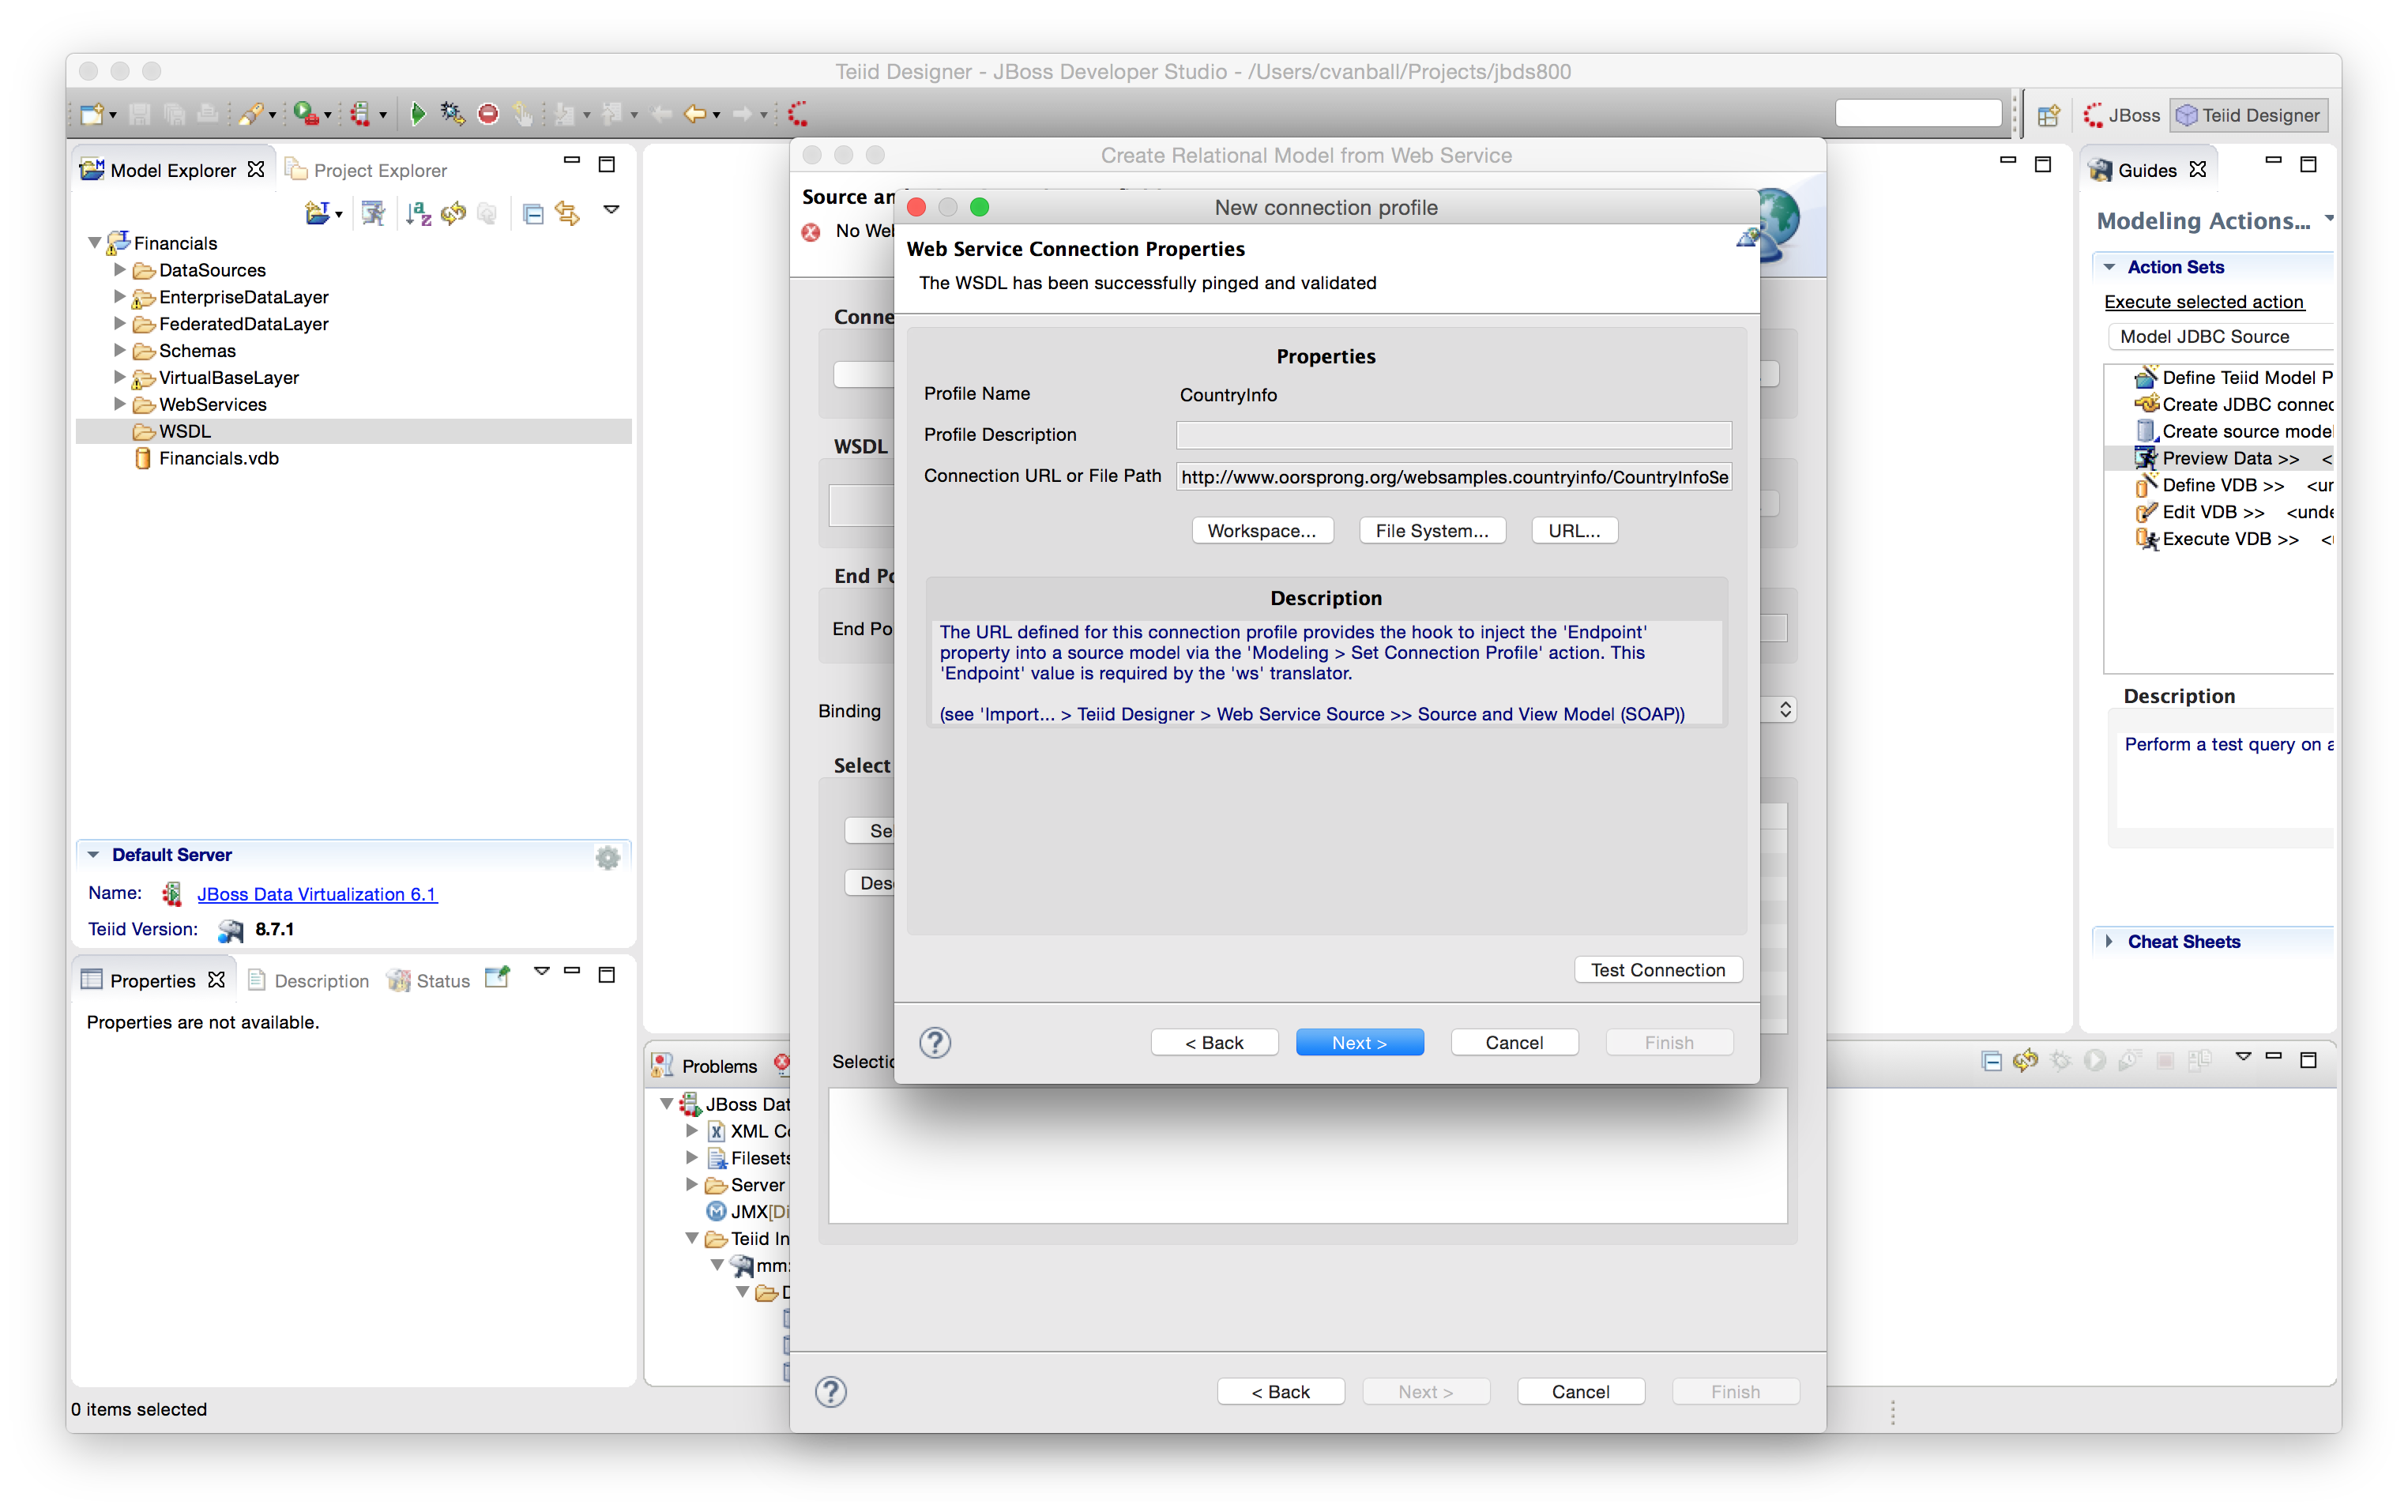 Teiid Designer - JBoss Developer Studio - /Users/cvanball/Projects/jbds800
JBoss
Teiid Designer
Model Explorer
Project Explorer
Financials
DataSources
EnterpriseDataLayer
FederatedDataLayer
Schemas
VirtualBaseLayer
WebServices
WSDL
Financials.vdb
Default Server
Name:
JBoss Data Virtualization 6.1
Teiid Version:
8.7.1
Properties
Description
Status
Properties are not available.
0 items selected
Create Relational Model from Web Service
Source an
No Wel
Conne
WSDL
End Po
End Po
Binding
Select
Se
Des
Selectio
< Back
Next >
Cancel
Finish
New connection profile
Web Service Connection Properties
The WSDL has been successfully pinged and validated
Properties
Profile Name
CountryInfo
Profile Description
Connection URL or File Path
http://www.oorsprong.org/websamples.countryinfo/CountryInfoSe
Workspace...
File System...
URL...
Description
The URL defined for this connection profile provides the hook to inject the 'Endpoint'
property into a source model via the 'Modeling > Set Connection Profile' action. This
'Endpoint' value is required by the 'ws' translator.
(see 'Import... > Teiid Designer > Web Service Source >> Source and View Model (SOAP))
Test Connection
< Back
Next >
Cancel
Finish
Problems
JBoss Dat
XML Co
Filesets
Server
JMX[Di
Teiid In
mm:
D
Guides
Modeling Actions...
Action Sets
Execute selected action
Model JDBC Source
Define Teiid Model P
Create JDBC connec
Create source model
Preview Data >> <
Define VDB >> <un
Edit VDB >> <unde
Execute VDB >> <u
Description
Perform a test query on a
Cheat Sheets